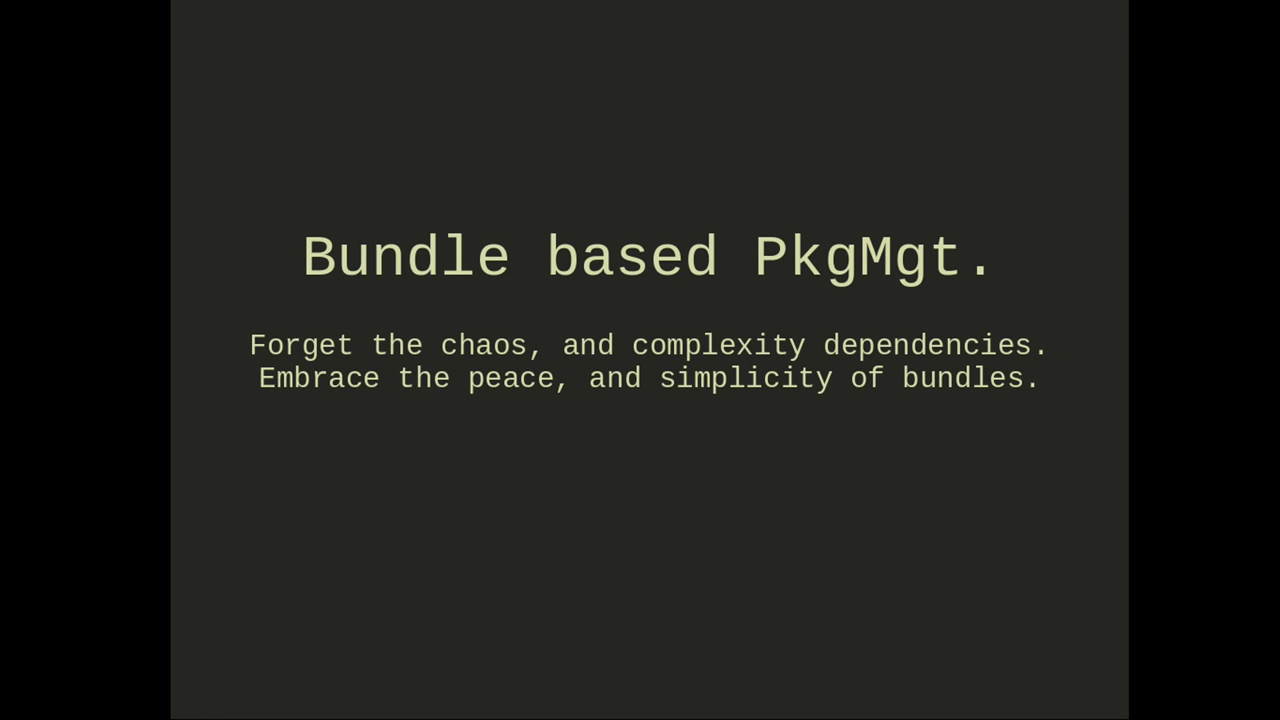 Bundle based PkgMgt.
Forget the chaos, and complexity dependencies.
Embrace the peace, and simplicity of bundles.